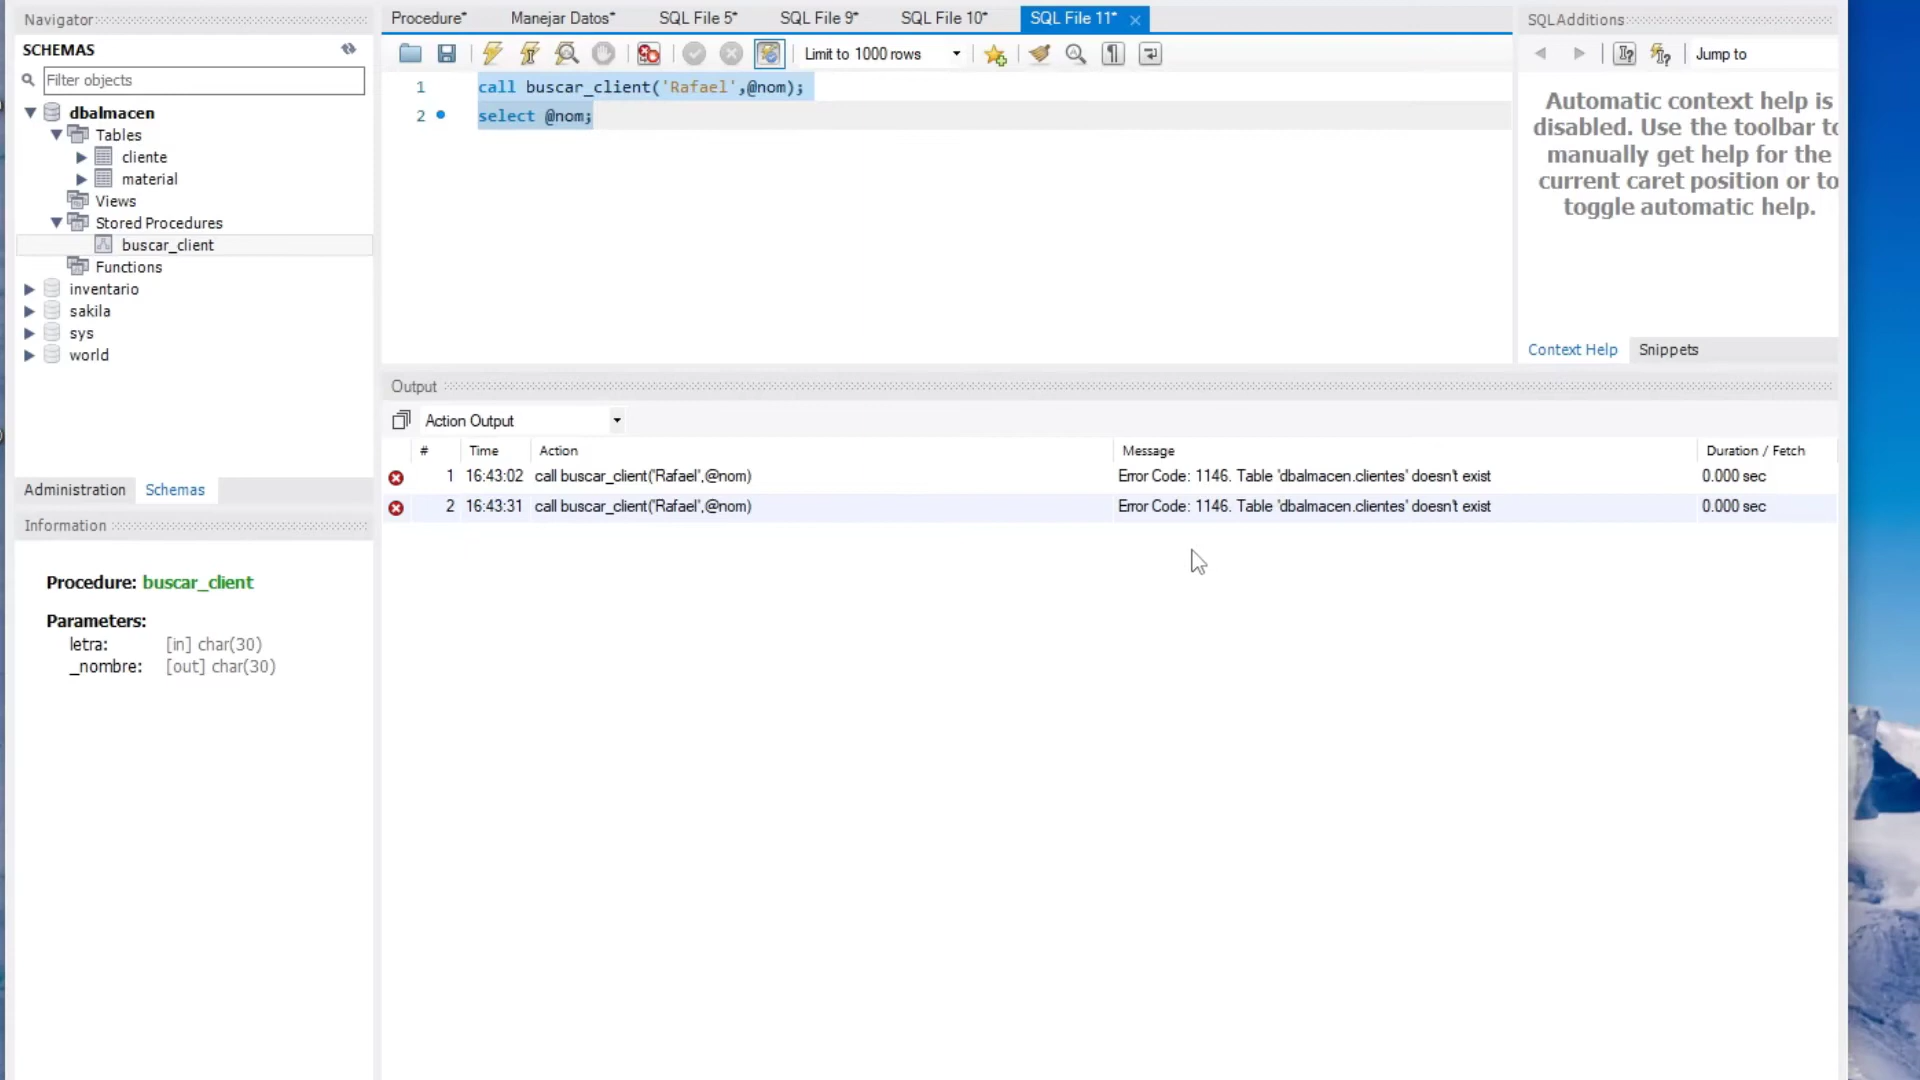 Navigator
SCHEMAS
Filter objects
dbalmacen
Tables
cliente
material
Views
Stored Procedures
buscar_client
Functions
inventario
sakila
sys
world
Administration
Schemas
Information
Procedure: buscar_client
Parameters:
letra: [in] char(30)
_nombre: [out] char(30)
Procedure* Manejar Datos* SQL File 5* SQL File 9* SQL File 10* SQL File 11*
Limit to 1000 rows
1 call buscar_client('Rafael',@nom);
2 select @nom;
SQLAdditions
Jump to
Automatic context help is
disabled. Use the toolbar to
manually get help for the
current caret position or to
toggle automatic help.
Context Help Snippets
Output
Action Output
# Time Action Message Duration / Fetch
1 16:43:02 call buscar_client('Rafael',@nom) Error Code: 1146. Table 'dbalmacen.clientes' doesn't exist 0.000 sec
2 16:43:31 call buscar_client('Rafael',@nom) Error Code: 1146. Table 'dbalmacen.clientes' doesn't exist 0.000 sec